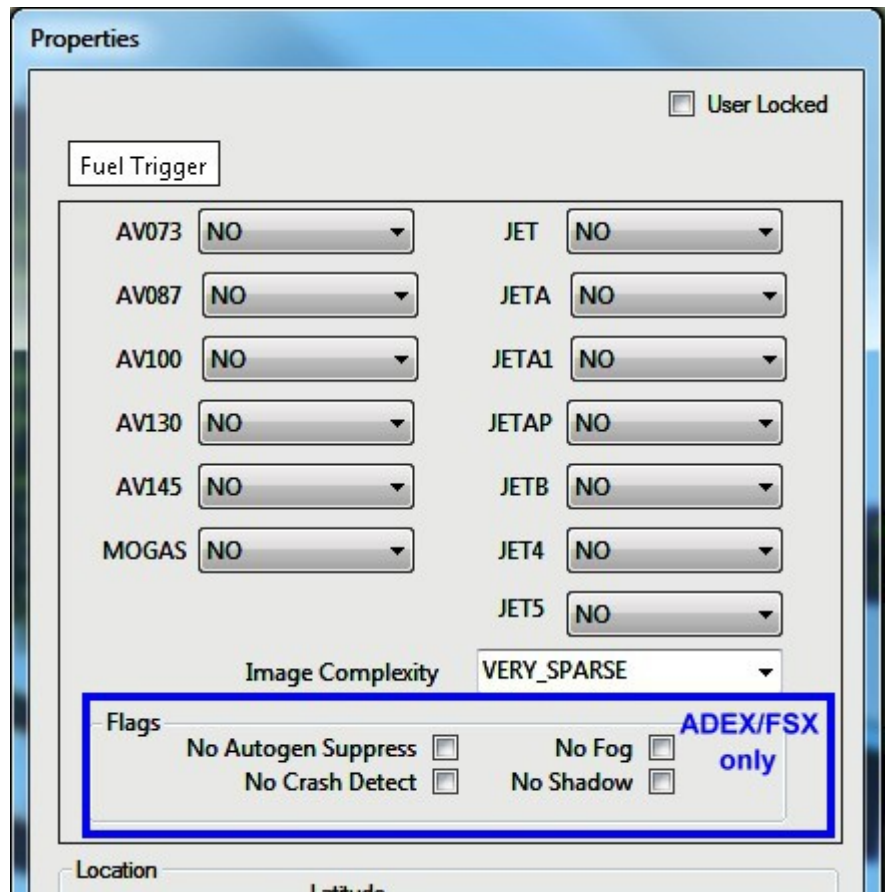 Properties
User Locked
Fuel Trigger
AV073 NO JET NO
AV087 NO JETA NO
AV100 NO JETA1 NO
AV130 NO JETAP NO
AV145 NO JETB NO
MOGAS NO JET4 NO
JET5 NO
Image Complexity VERY_SPARSE
Flags ADEX/FSX
No Autogen Suppress No Fog only
No Crash Detect No Shadow
Location
Latitude